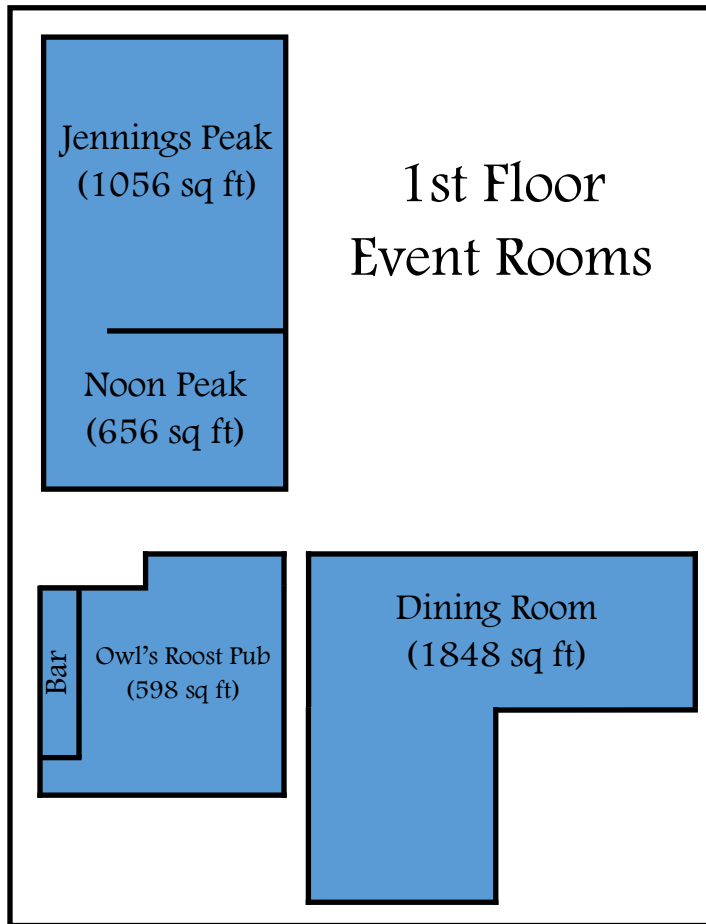 Jennings Peak
(1056 sq ft)
1st Floor
Event Rooms
Noon Peak
(656 sq ft)
Bar
Owl's Roost Pub
(598 sq ft)
Dining Room
(1848 sq ft)